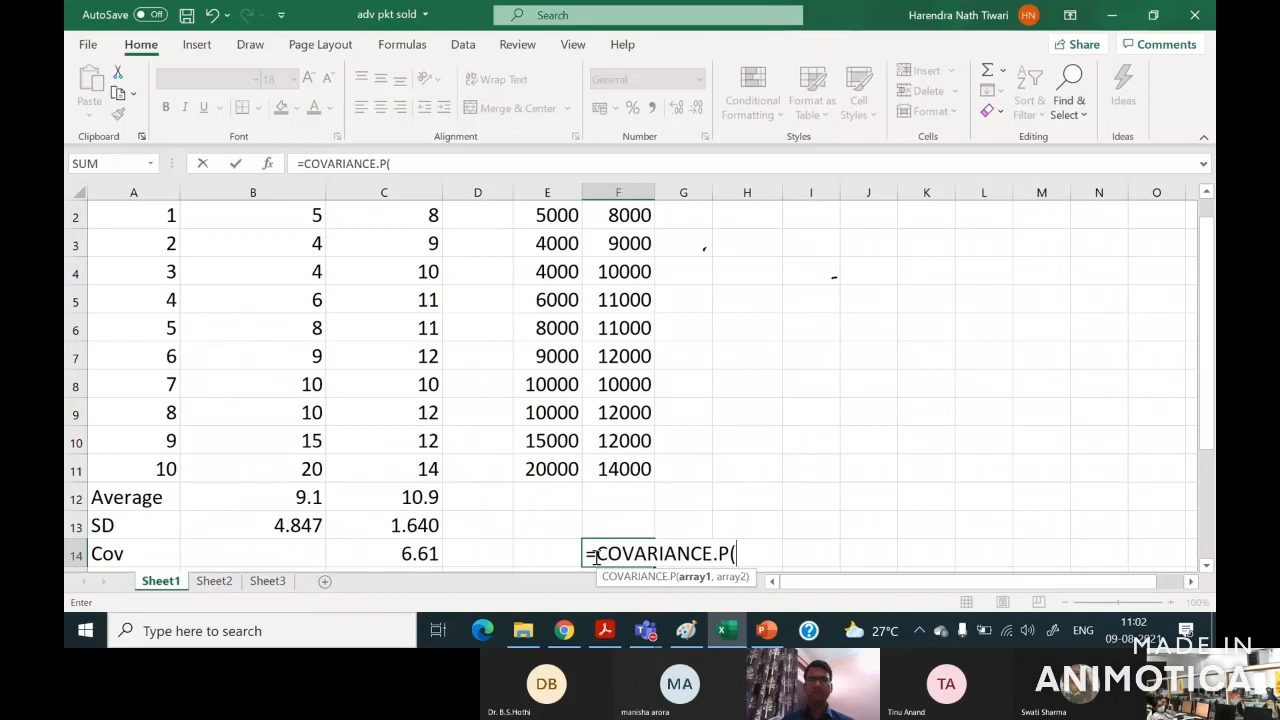 AutoSave Off adv pkt sold Search Harendra Nath Tiwari HN
File Home Insert Draw Page Layout Formulas Data Review View Help Share Comments
Paste 18 Wrap Text General Conditional Formatting Format as Table Cell Styles Insert Sort & Filter Find & Select Ideas
Merge & Center Delete
Format
Clipboard Font Alignment Number Styles Cells Editing Ideas
SUM =COVARIANCE.P(
A B C D E F G H I J K L M N O
2 1 5 8 5000 8000
3 2 4 9 4000 9000
4 3 4 10 4000 10000
5 4 6 11 6000 11000
6 5 8 11 8000 11000
7 6 9 12 9000 12000
8 7 10 10 10000 10000
9 8 10 12 10000 12000
10 9 15 12 15000 12000
11 10 20 14 20000 14000
12 Average 9.1 10.9
13 SD 4.847 1.640
14 Cov 6.61 =COVARIANCE.P(
COVARIANCE.P(array1, array2)
Sheet1 Sheet2 Sheet3
Enter 100%
Type here to search 27°C ENG 11:02
09-08-2021
MADE IN
ANIMOTICA
DB MA TA
Dr. B.S.Hothi manisha arora Tinu Anand Swati Sharma